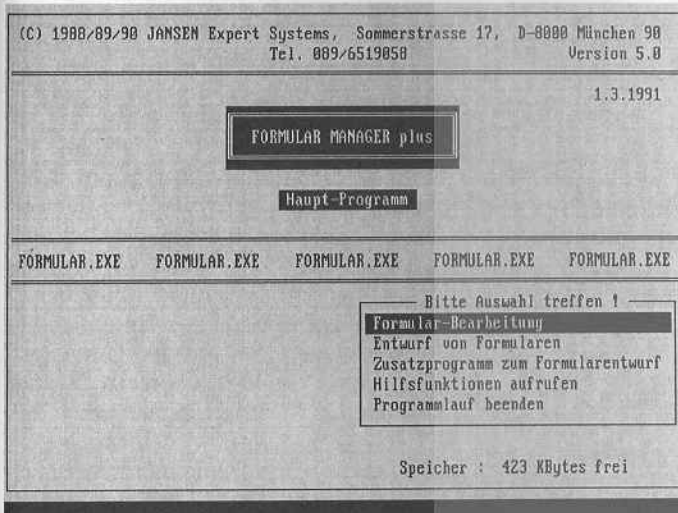 (C) 1988/89/90 JANSEN Expert Systems, Sommerstrasse 17, D-8000 München 90
Tel. 089/6519058 Version 5.0
1.3.1991
FORMULAR MANAGER plus
Haupt-Programm
FORMULAR.EXE FORMULAR.EXE FORMULAR.EXE FORMULAR.EXE FORMULAR.EXE
Bitte Auswahl treffen !
Formular-Bearbeitung
Entwurf von Formularen
Zusatzprogramm zum Formularentwurf
Hilfsfunktionen aufrufen
Programmlauf beenden
Speicher : 423 KBytes frei